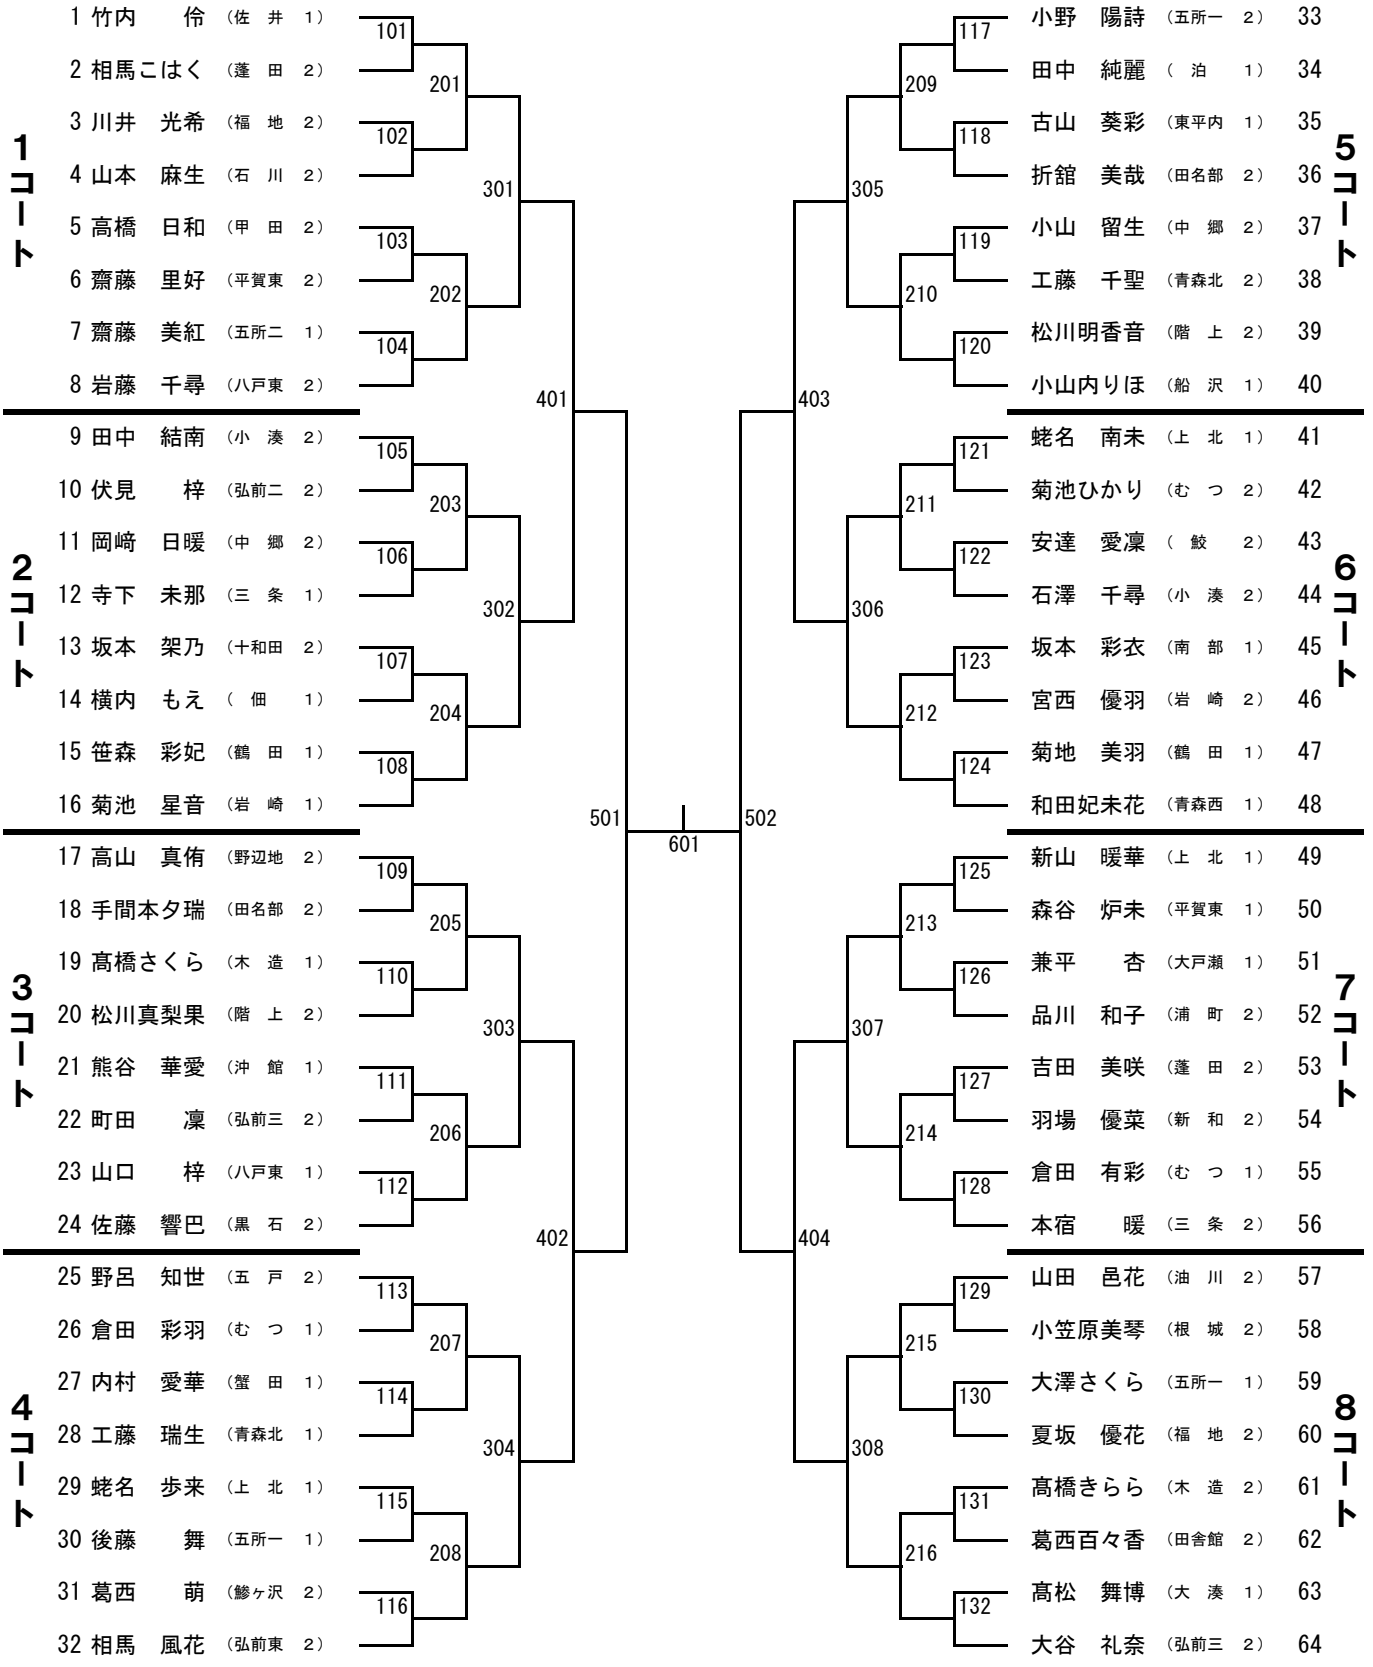 1コート
1 竹内　　伶 （佐　井　1）
101
2 相馬こはく （蓬　田　2）
201
3 川井　光希 （福　地　2）
102
4 山本　麻生 （石　川　2）
301
5 高橋　日和 （甲　田　2）
103
6 齋藤　里好 （平賀東　2）
202
7 齋藤　美紅 （五所二　1）
104
8 岩藤　千尋 （八戸東　2）
401
2コート
9 田中　結南 （小　湊　2）
105
10 伏見　　梓 （弘前二　2）
203
11 岡﨑　日暖 （中　郷　2）
106
12 寺下　未那 （三　条　1）
302
13 坂本　架乃 （十和田　2）
107
14 横内　もえ （　佃　　1）
204
15 笹森　彩妃 （鶴　田　1）
108
16 菊池　星音 （岩　崎　1）
501
3コート
17 高山　真侑 （野辺地　2）
109
18 手間本夕瑞 （田名部　2）
205
19 髙橋さくら （木　造　1）
110
20 松川真梨果 （階　上　2）
303
21 熊谷　華愛 （沖　館　1）
111
22 町田　　凜 （弘前三　2）
206
23 山口　　梓 （八戸東　1）
112
24 佐藤　響巴 （黒　石　2）
402
4コート
25 野呂　知世 （五　戸　2）
113
26 倉田　彩羽 （む　つ　1）
207
27 内村　愛華 （蟹　田　1）
114
28 工藤　瑞生 （青森北　1）
304
29 蛯名　歩来 （上　北　1）
115
30 後藤　　舞 （五所一　1）
208
31 葛西　　萌 （鰺ヶ沢　2）
116
32 相馬　風花 （弘前東　2）
601
5コート
小野　陽詩 （五所一　2） 33
117
田中　純麗 （　泊　　1） 34
209
古山　葵彩 （東平内　1） 35
118
折舘　美哉 （田名部　2） 36
305
小山　留生 （中　郷　2） 37
119
工藤　千聖 （青森北　2） 38
210
松川明香音 （階　上　2） 39
120
小山内りほ （船　沢　1） 40
403
6コート
蛯名　南未 （上　北　1） 41
121
菊池ひかり （む　つ　2） 42
211
安達　愛凜 （　鮫　　2） 43
122
石澤　千尋 （小　湊　2） 44
306
坂本　彩衣 （南　部　1） 45
123
宮西　優羽 （岩　崎　2） 46
212
菊地　美羽 （鶴　田　1） 47
124
和田妃未花 （青森西　1） 48
502
7コート
新山　暖華 （上　北　1） 49
125
森谷　炉未 （平賀東　1） 50
213
兼平　　杏 （大戸瀬　1） 51
126
品川　和子 （浦　町　2） 52
307
吉田　美咲 （蓬　田　2） 53
127
羽場　優菜 （新　和　2） 54
214
倉田　有彩 （む　つ　1） 55
128
本宿　　暖 （三　条　2） 56
404
8コート
山田　邑花 （油　川　2） 57
129
小笠原美琴 （根　城　2） 58
215
大澤さくら （五所一　1） 59
130
夏坂　優花 （福　地　2） 60
308
髙橋きらら （木　造　2） 61
131
葛西百々香 （田舎館　2） 62
216
髙松　舞博 （大　湊　1） 63
132
大谷　礼奈 （弘前三　2） 64